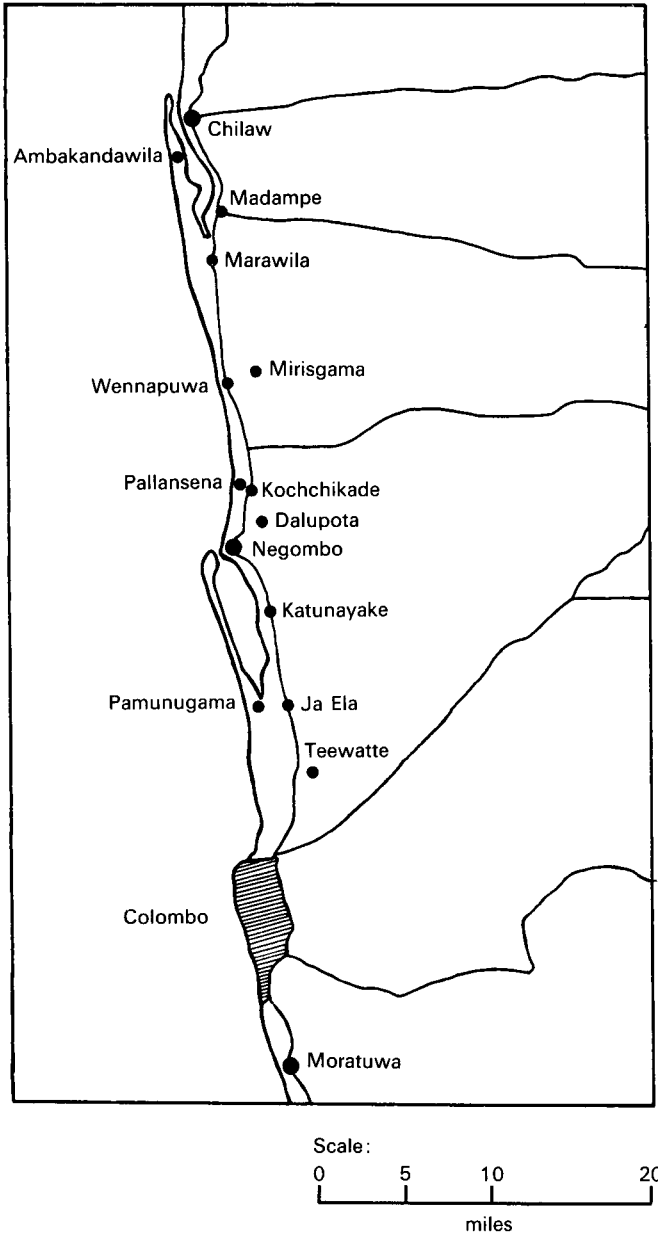 Chilaw
Ambakandawila
Madampe
Marawila
Mirisgama
Wennapuwa
Pallansena
Kochchikade
Dalupota
Negombo
Katunayake
Pamunugama
Ja Ela
Teewatte
Colombo
Moratuwa
Scale:
0 5 10 20
miles